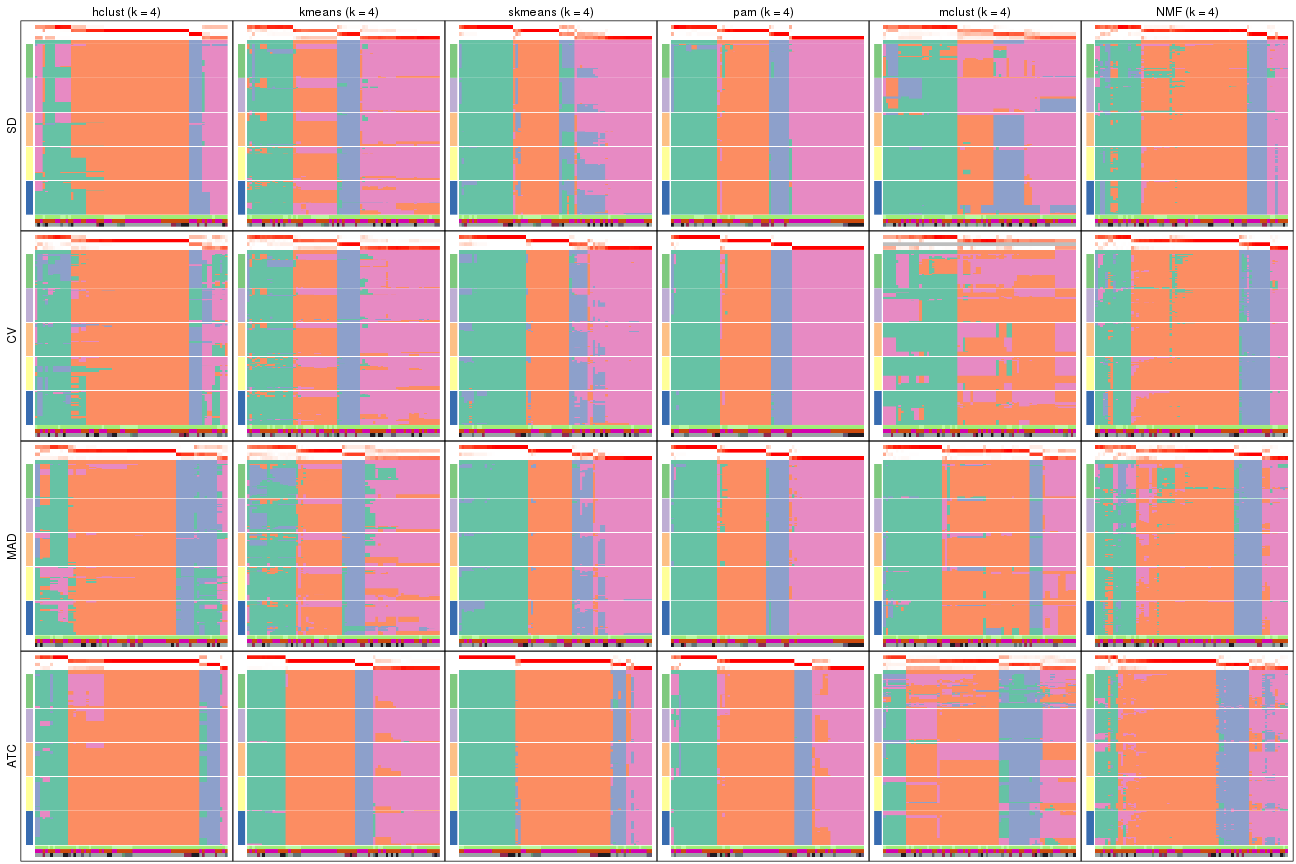 hclust (k = 4) kmeans (k = 4) skmeans (k = 4) pam (k = 4) mclust (k = 4) NMF (k = 4)
SD
CV
MAD
ATC